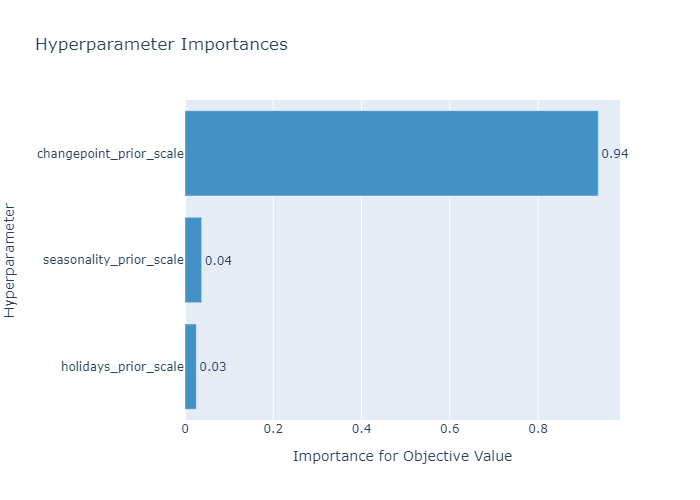 Hyperparameter Importances
Hyperparameter
changepoint_prior_scale
0.94
seasonality_prior_scale
0.04
holidays_prior_scale
0.03
0 0.2 0.4 0.6 0.8
Importance for Objective Value